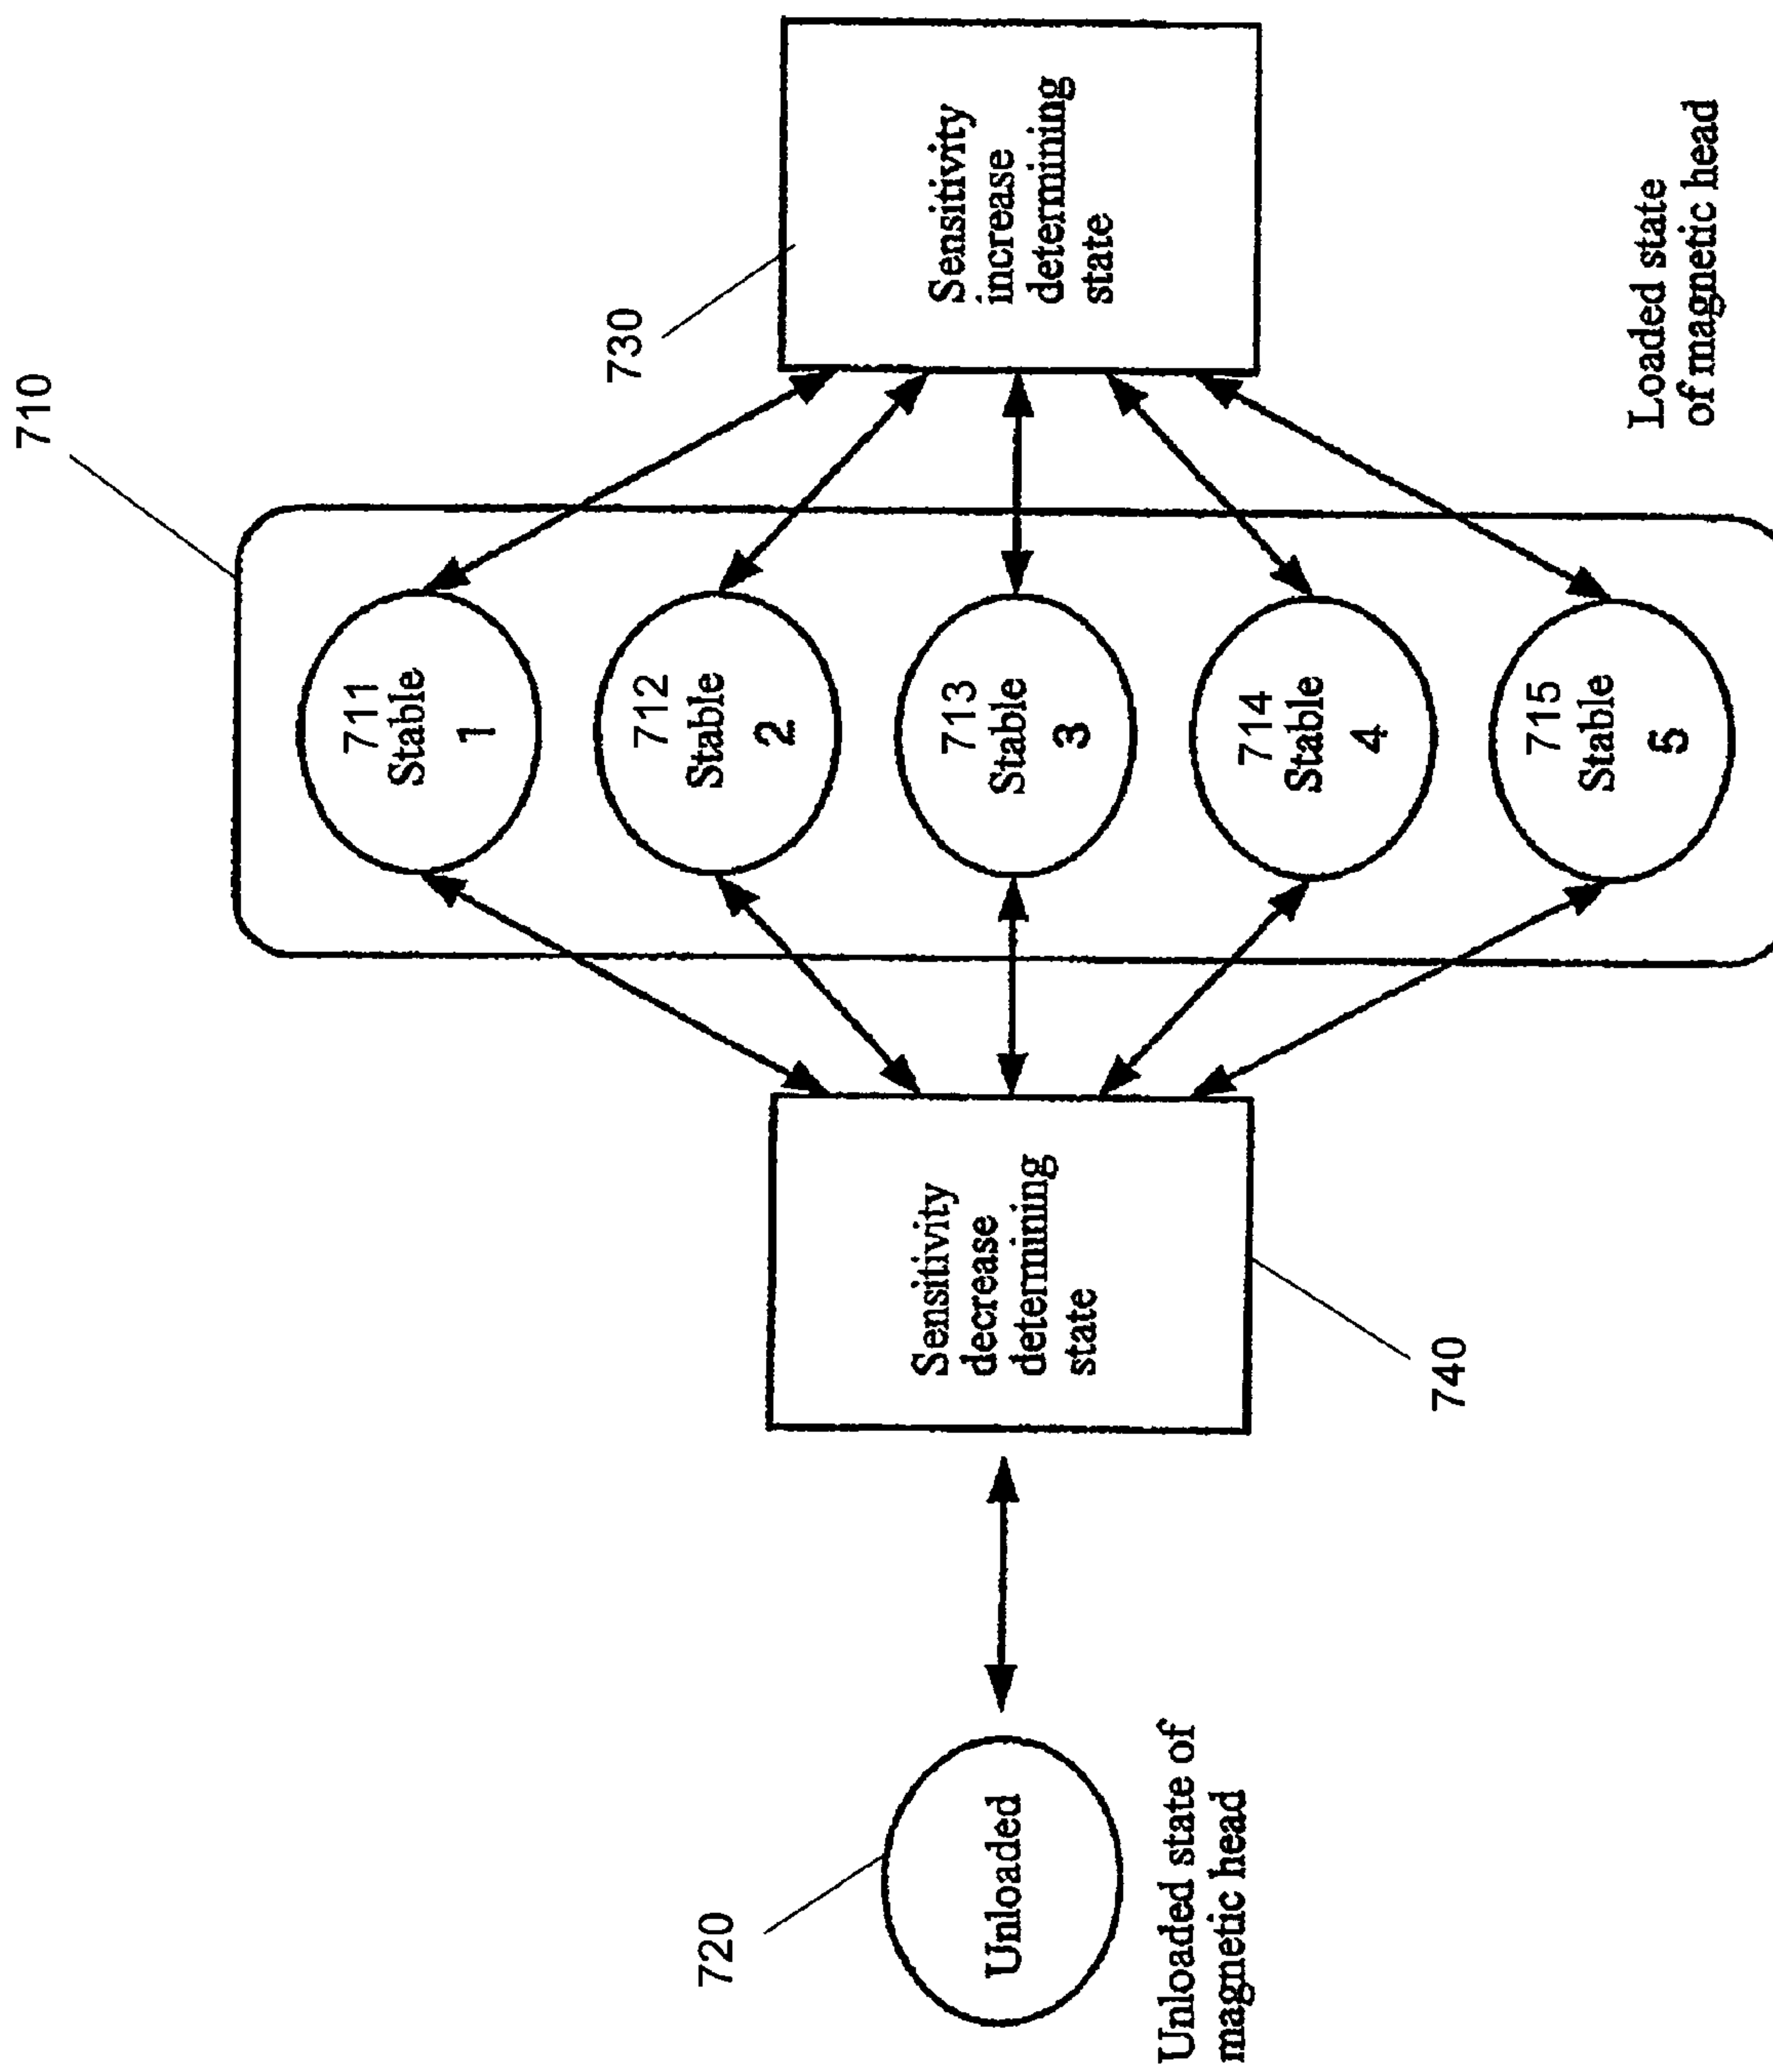 710
730
Sensitivity
increase
determining
state
Loaded state
of magnetic head
711
Stable
1
712
Stable
2
713
Stable
3
714
Stable
4
715
Stable
5
Sensitivity
decrease
determining
state
740
720
Unloaded
Unloaded state of
magnetic head